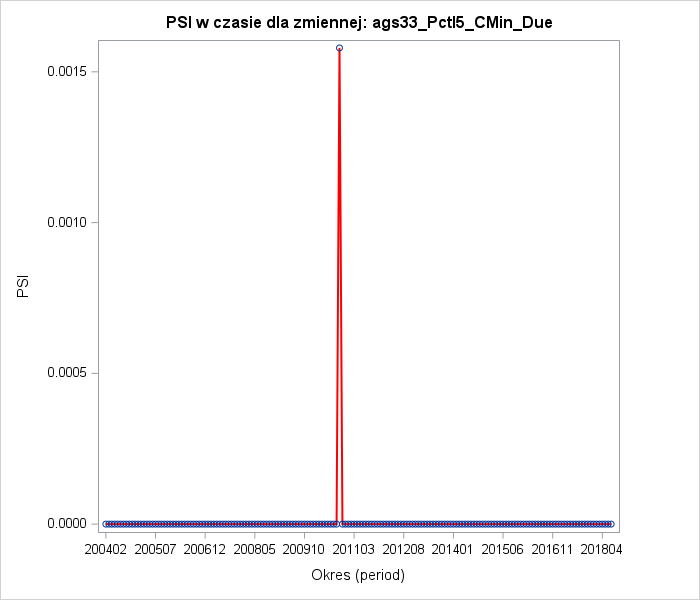 PSI w czasie dla zmiennej: ags33_Pctl5_CMin_Due
0.0015
0.0010
0.0005
0.0000
PSI
200402 200507 200612 200805 200910 201103 201208 201401 201506 201611 201804
Okres (period)